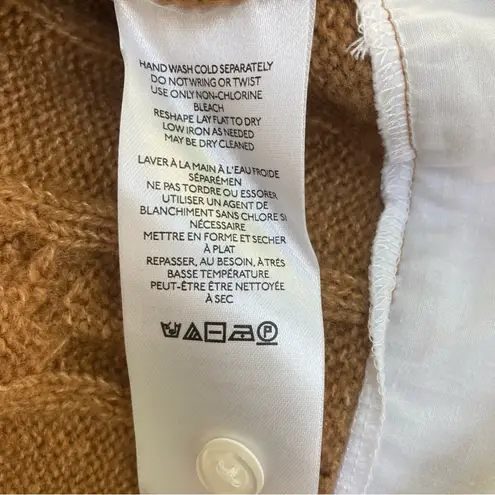 HAND WASH COLD SEPARATELY
DO NOT WRING OR TWIST
USE ONLY NON-CHLORINE
BLEACH
RESHAPE LAY FLAT TO DRY
LOW IRON AS NEEDED
MAY BE DRY CLEANED
LAVER À LA MAIN À L'EAU FROIDE
SÉPARÉMEN
NE PAS TORDRE OU ESSORER
UTILISER UN AGENT DE
BLANCHIMENT SANS CHLORE SI
NÉCESSAIRE
METTRE EN FORME ET SECHER
À PLAT
REPASSER, AU BESOIN, À TRÉS
BASSE TEMPÉRATURE
PEUT-ÊTRE ÊTRE NETTOYÉE
À SEC
P